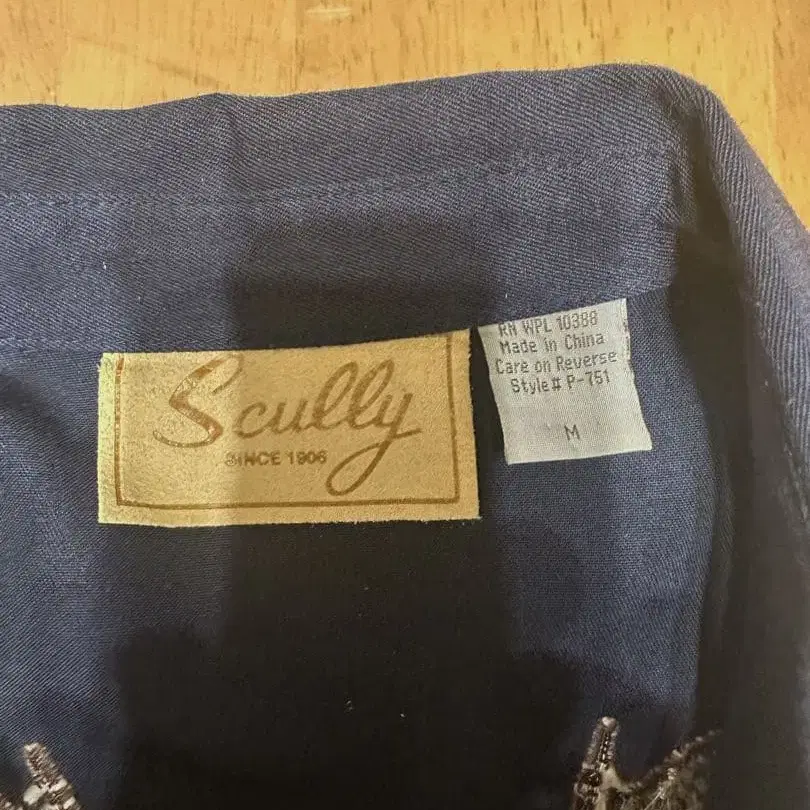 Scully
SINCE 1906
RN WPL 10388
Made in China
Care on Reverse
Style# P-751
M